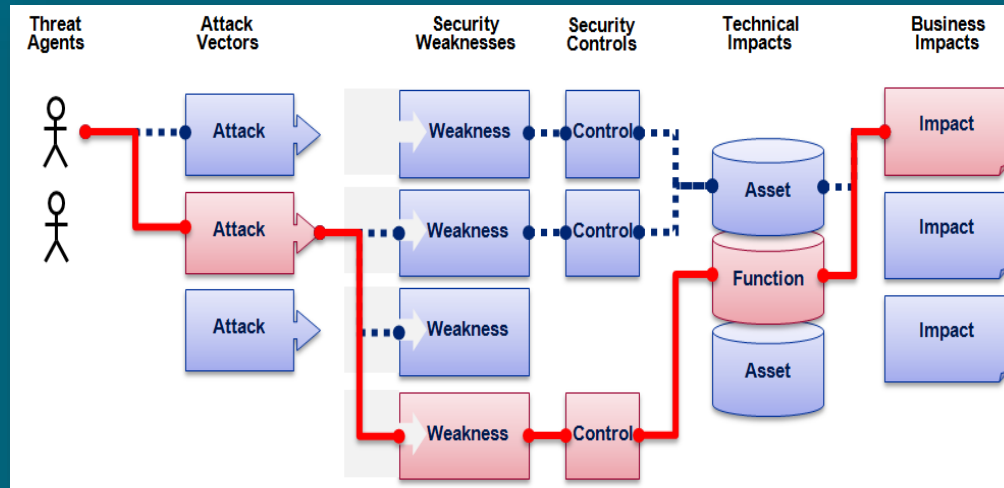 Threat
Agents
Attack
Vectors
Security
Weaknesses
Security
Controls
Technical
Impacts
Business
Impacts
Attack
Weakness
Control
Impact
Asset
Attack
Weakness
Control
Impact
Function
Attack
Weakness
Impact
Asset
Weakness
Control